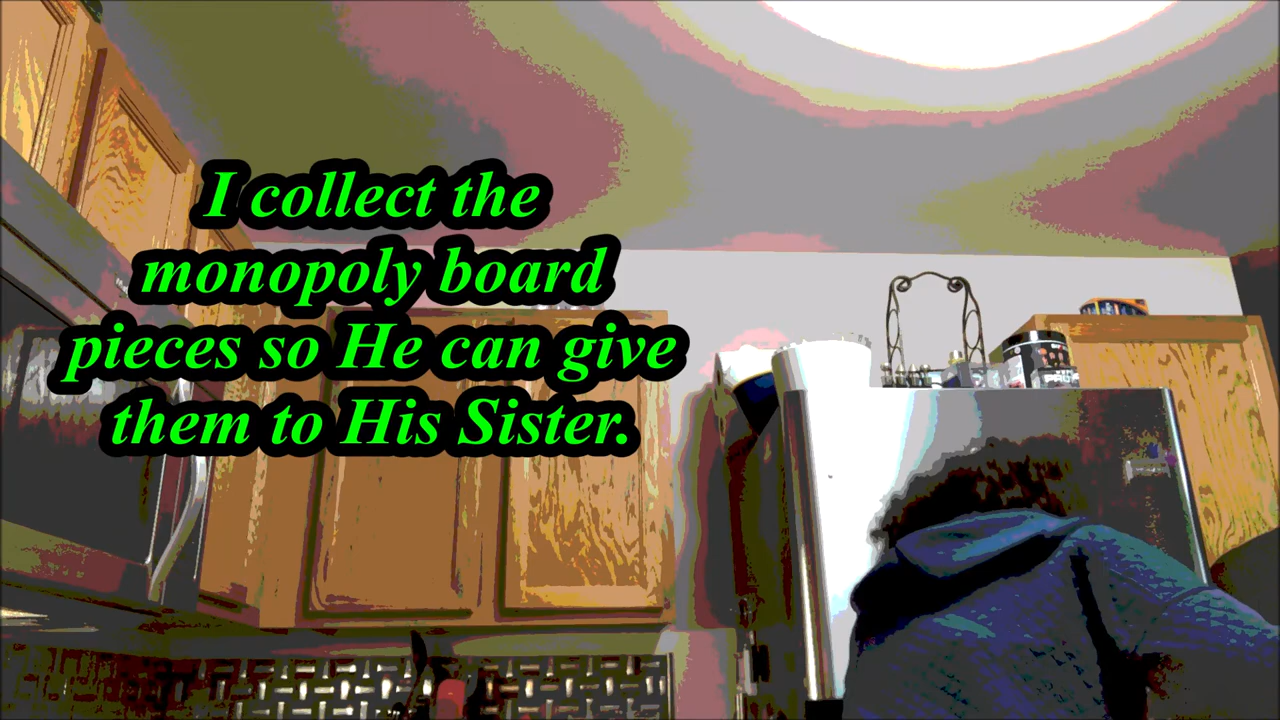 I collect the
monopoly board
pieces so He can give
them to His Sister.